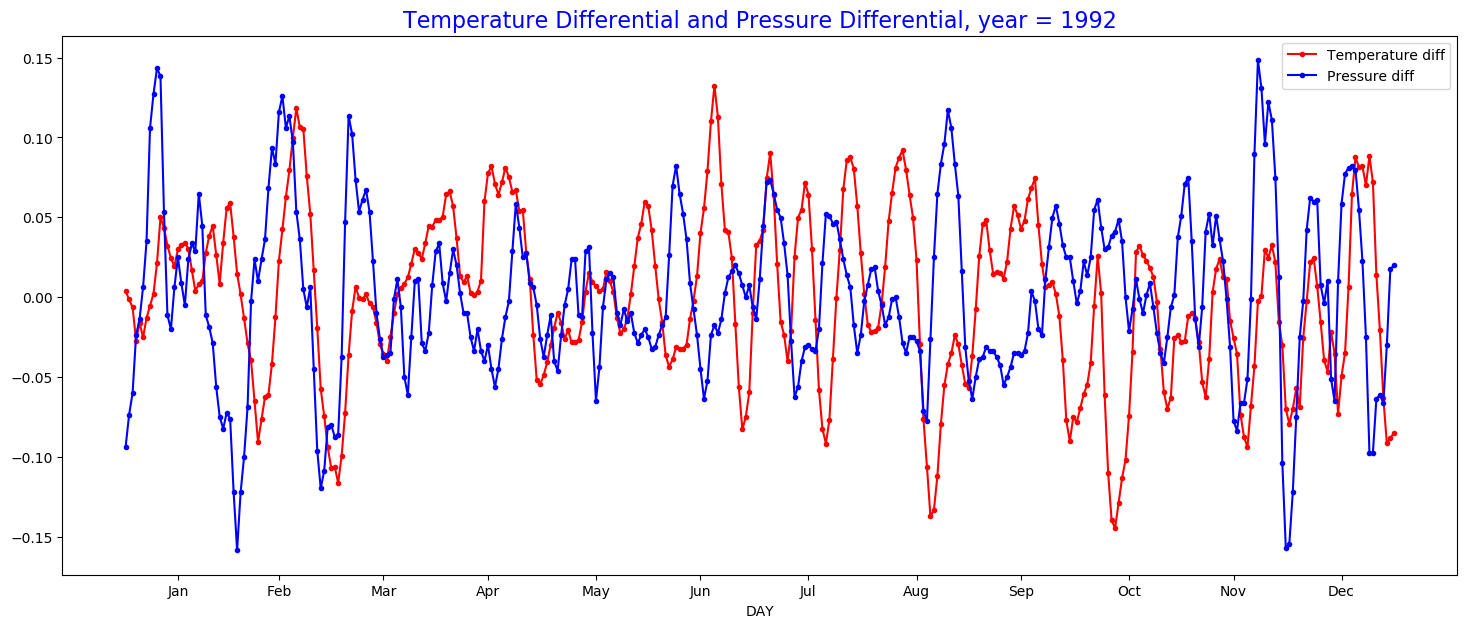 Temperature Differential and Pressure Differential, year = 1992
Temperature diff
Pressure diff
0.15
0.10
0.05
0.00
−0.05
−0.10
−0.15
Jan Feb Mar Apr May Jun Jul Aug Sep Oct Nov Dec
DAY